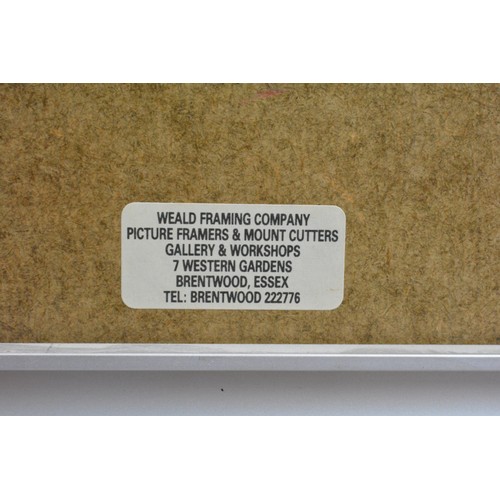 WEALD FRAMING COMPANY
PICTURE FRAMERS & MOUNT CUTTERS
GALLERY & WORKSHOPS
7 WESTERN GARDENS
BRENTWOOD, ESSEX
TEL: BRENTWOOD 222776